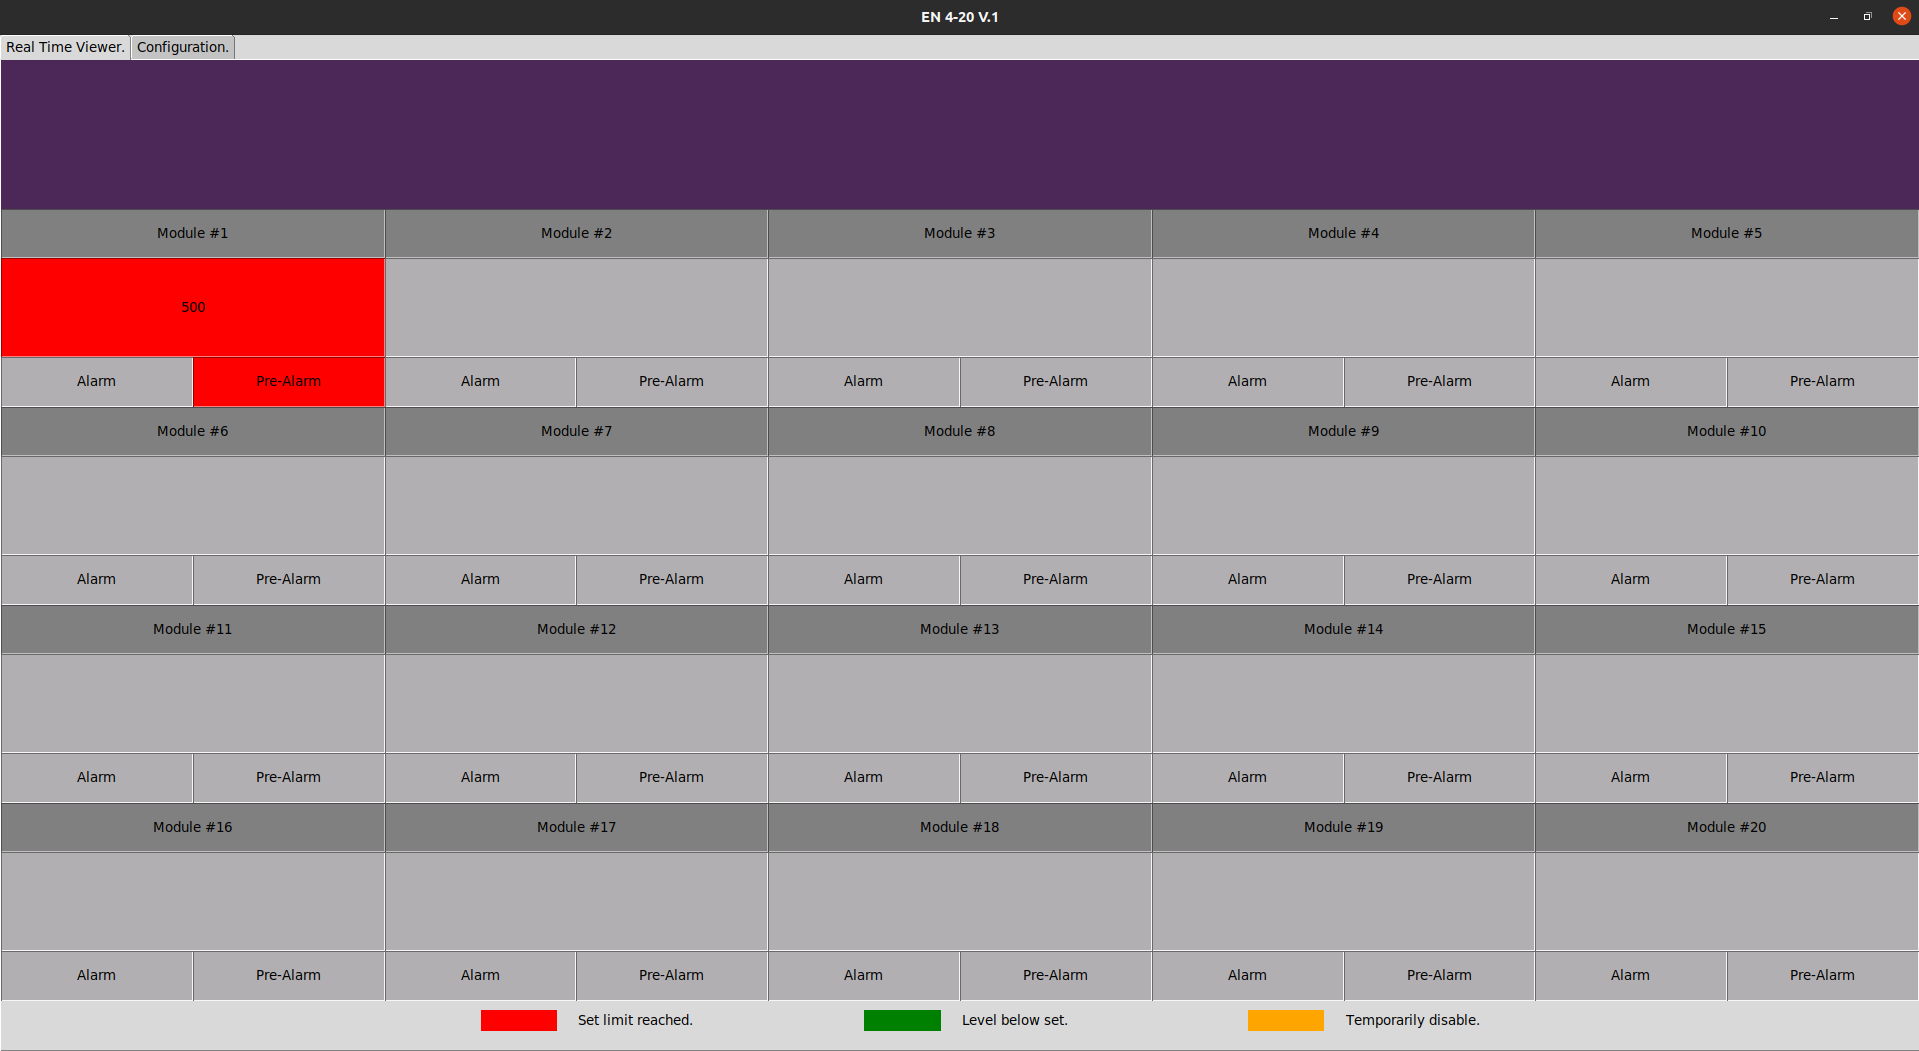 EN 4-20 V.1
Real Time Viewer. Configuration.
Module #1 Module #2 Module #3 Module #4 Module #5
500
Alarm Pre-Alarm Alarm Pre-Alarm Alarm Pre-Alarm Alarm Pre-Alarm Alarm Pre-Alarm
Module #6 Module #7 Module #8 Module #9 Module #10
Alarm Pre-Alarm Alarm Pre-Alarm Alarm Pre-Alarm Alarm Pre-Alarm Alarm Pre-Alarm
Module #11 Module #12 Module #13 Module #14 Module #15
Alarm Pre-Alarm Alarm Pre-Alarm Alarm Pre-Alarm Alarm Pre-Alarm Alarm Pre-Alarm
Module #16 Module #17 Module #18 Module #19 Module #20
Alarm Pre-Alarm Alarm Pre-Alarm Alarm Pre-Alarm Alarm Pre-Alarm Alarm Pre-Alarm
Set limit reached. Level below set. Temporarily disable.